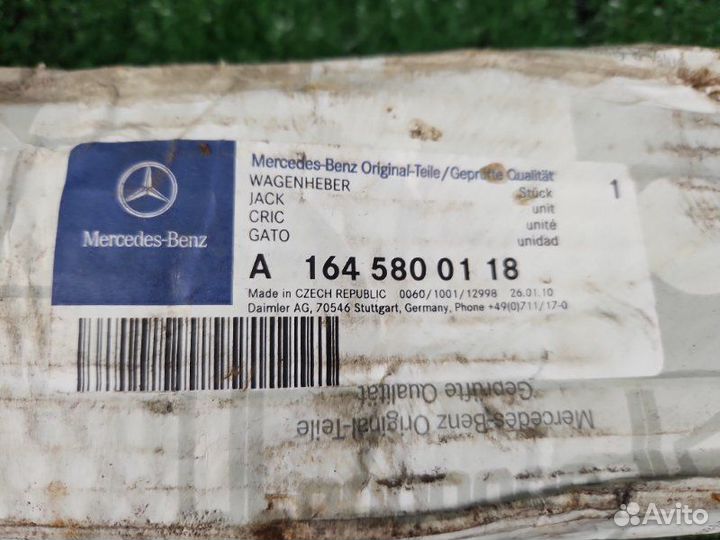 Mercedes-Benz
Mercedes-Benz Original-Teile/Geprüfte Qualität
WAGENHEBER Stück 1
JACK unit
CRIC unité
GATO unidad
A 164 580 01 18
Made in CZECH REPUBLIC 0060/1001/12998 26.01.10
Daimler AG, 70546 Stuttgart, Germany, Phone +49(0)711/17-0
Mercedes-Benz Original-Teile
Geprüfte Qualität
Avito